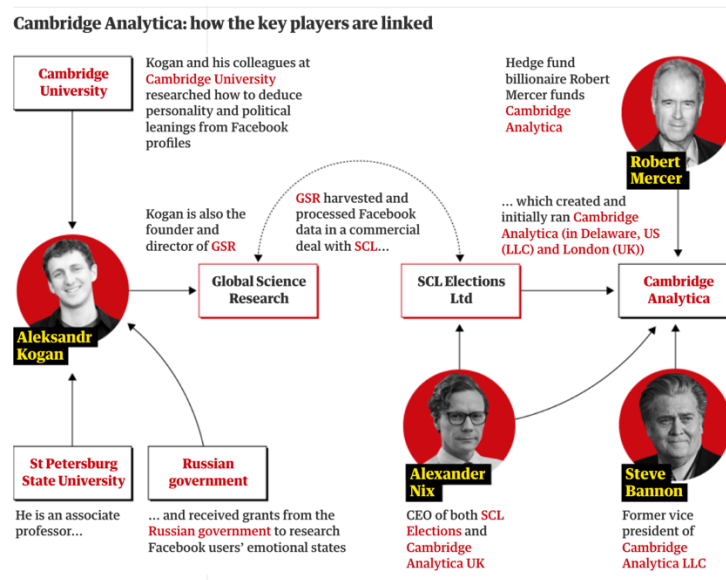 Cambridge Analytica: how the key players are linked
Cambridge
University
Kogan and his colleagues at
Cambridge University
researched how to deduce
personality and political
leanings from Facebook
profiles
Hedge fund
billionaire Robert
Mercer funds
Cambridge
Analytica
Robert
Mercer
Kogan is also the
founder and
director of GSR
GSR harvested and
processed Facebook
data in a commercial
deal with SCL...
... which created and
initially ran Cambridge
Analytica (in Delaware, US
(LLC) and London (UK))
Aleksandr
Kogan
Global Science
Research
SCL Elections
Ltd
Cambridge
Analytica
St Petersburg
State University
Russian
government
Alexander
Nix
Steve
Bannon
He is an associate
professor...
... and received grants from the
Russian government to research
Facebook users’ emotional states
CEO of both SCL
Elections and
Cambridge
Analytica UK
Former vice
president of
Cambridge
Analytica LLC